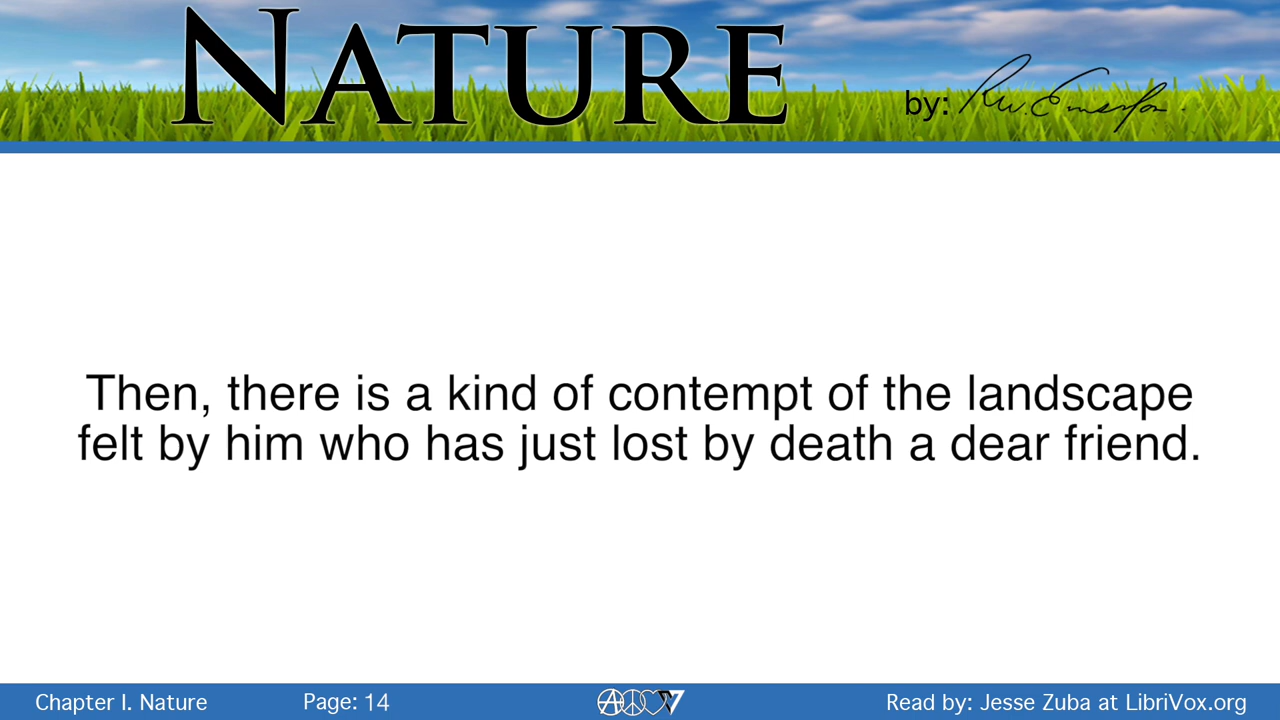 NATURE
by: R.W. Emerson.
Then, there is a kind of contempt of the landscape
felt by him who has just lost by death a dear friend.
Chapter I. Nature
Page: 14
Read by: Jesse Zuba at LibriVox.org